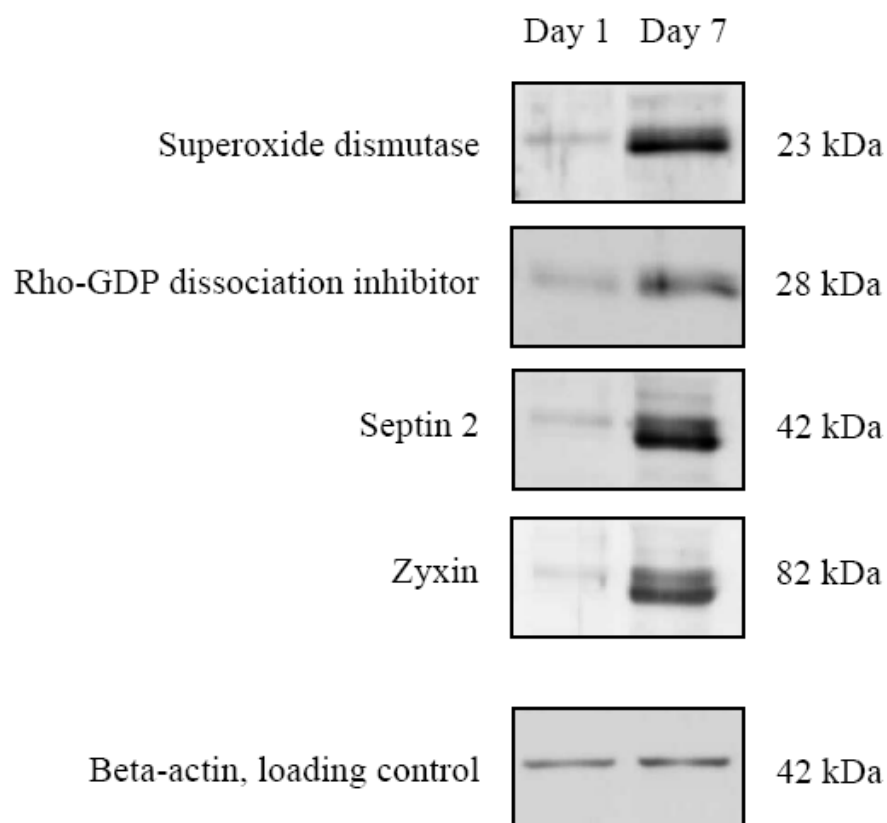 Day 1 Day 7
Superoxide dismutase 23 kDa
Rho-GDP dissociation inhibitor 28 kDa
Septin 2 42 kDa
Zyxin 82 kDa
Beta-actin, loading control 42 kDa